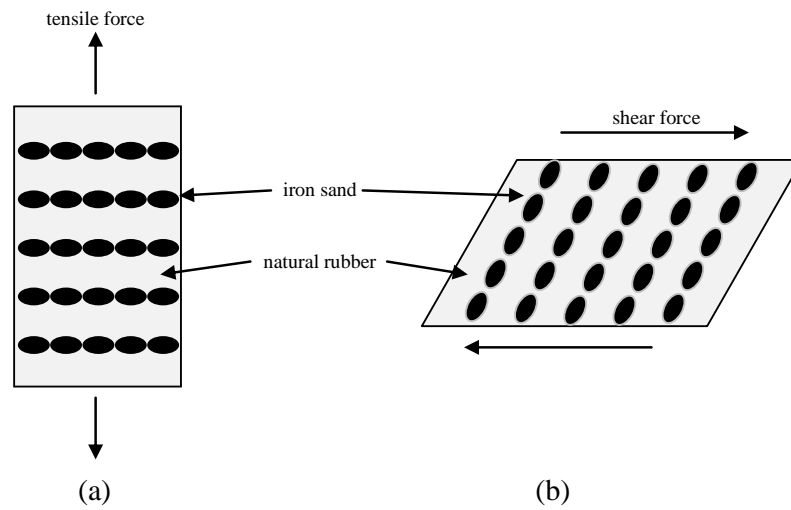 tensile force
shear force
iron sand
natural rubber
(a)
(b)